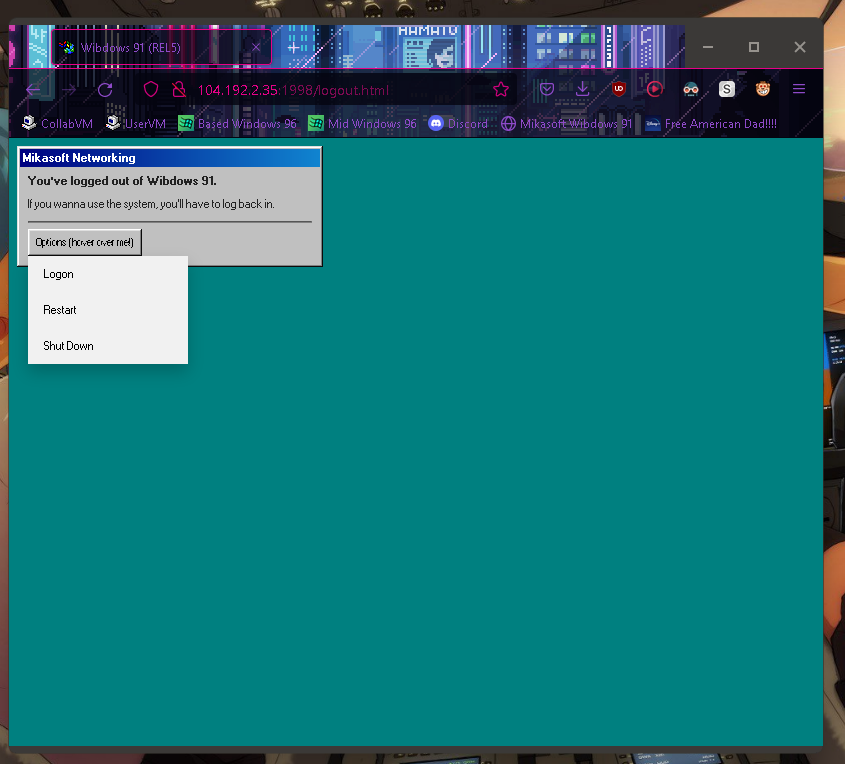 HAMATO
Wibdows 91 (REL5)
104.192.2.35:1998/logout.html
CollabVM UserVM Based Windows 96 Mid Windows 96 Discord Mikasoft Wibdows 91 Free American Dad!!!!
Mikasoft Networking
You've logged out of Wibdows 91.
If you wanna use the system, you'll have to log back in.
Options (hover over me!)
Logon
Restart
Shut Down